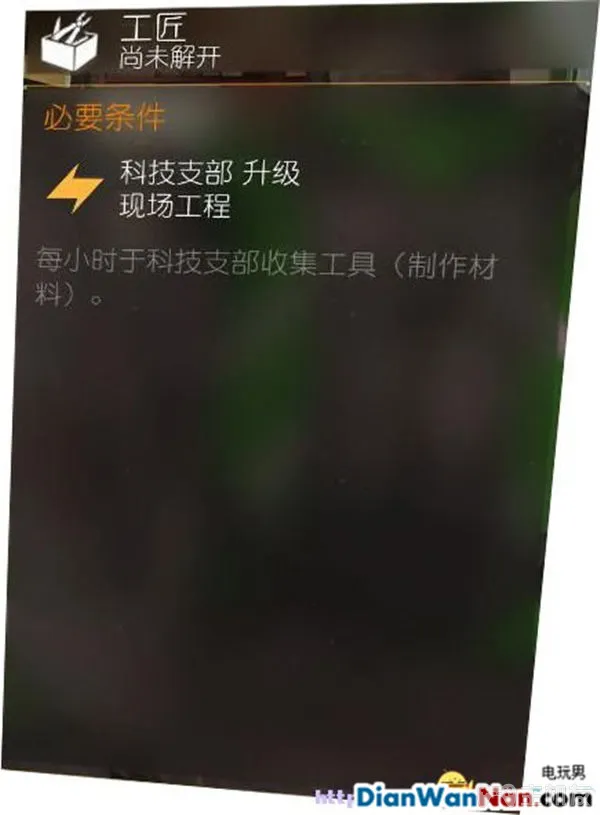 工匠
尚未解开
必要条件
科技支部 升级
现场工程
每小时于科技支部收集工具（制作材
料）。
电玩男
DianWanNan.com